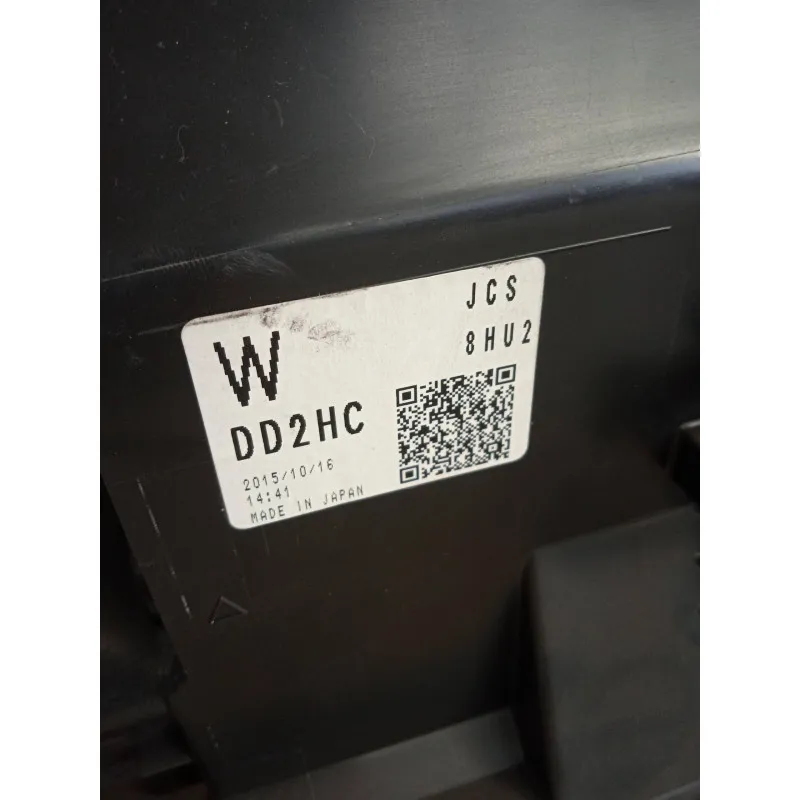 JCS
8HU2
W
DD2HC
2015/10/16
14:41
MADE IN JAPAN